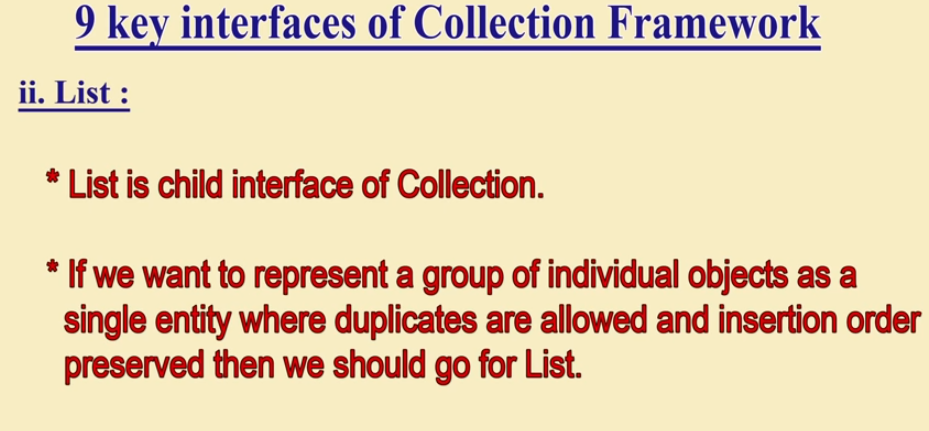 9 key interfaces of Collection Framework
ii. List :
* List is child interface of Collection.
* If we want to represent a group of individual objects as a
single entity where duplicates are allowed and insertion order
preserved then we should go for List.